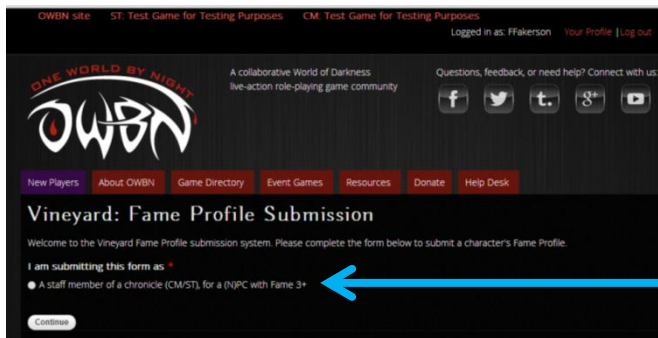 OWBN site ST: Test Game for Testing Purposes CM: Test Game for Testing Purposes
Logged in as: FFakerson Your Profile | Log out
ONE WORLD BY NIGHT
OWBN
A collaborative World of Darkness
live-action role-playing game community
Questions, feedback, or need help? Connect with us:
f t. g+
New Players About OWBN Game Directory Event Games Resources Donate Help Desk
Vineyard: Fame Profile Submission
Welcome to the Vineyard Fame Profile submission system. Please complete the form below to submit a character's Fame Profile.
I am submitting this form as *
A staff member of a chronicle (CM/ST), for a (N)PC with Fame 3+
Continue